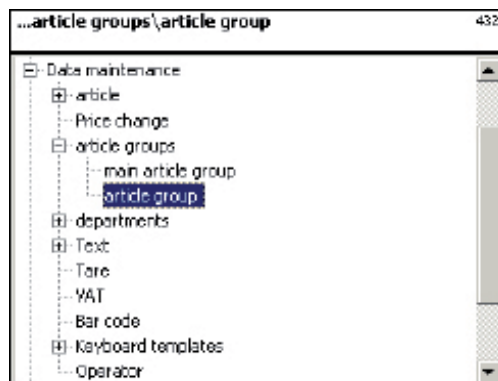 ...article groups\article group 432
Data maintenance
article
Price change
article groups
main article group
article group
departments
Text
Tare
VAT
Bar code
Keyboard templates
Operator